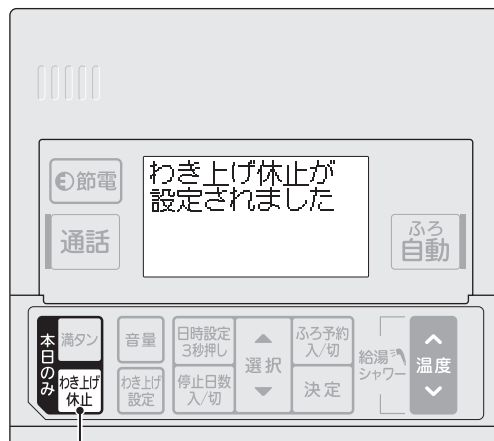 節電
わき上げ休止が
設定されました
通話
ふろ
自動
本日のみ
満タン
わき上げ
休止
音量
わき上げ
設定
日時設定
3秒押し
停止日数
入/切
選択
ふろ予約
入/切
決定
給湯
シャワー
温度